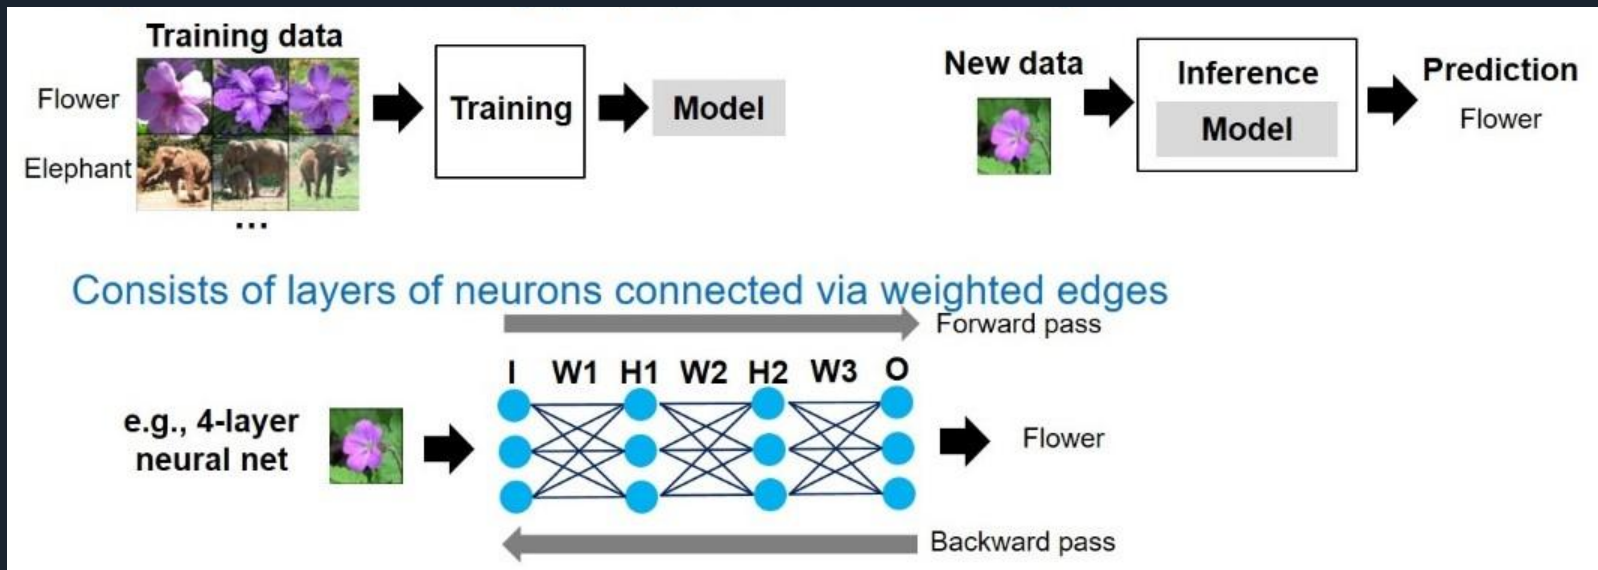 Training data
Flower
Elephant
...
Training
Model
New data
Inference
Model
Prediction
Flower
Consists of layers of neurons connected via weighted edges
Forward pass
I W1 H1 W2 H2 W3 O
e.g., 4-layer
neural net
Flower
Backward pass